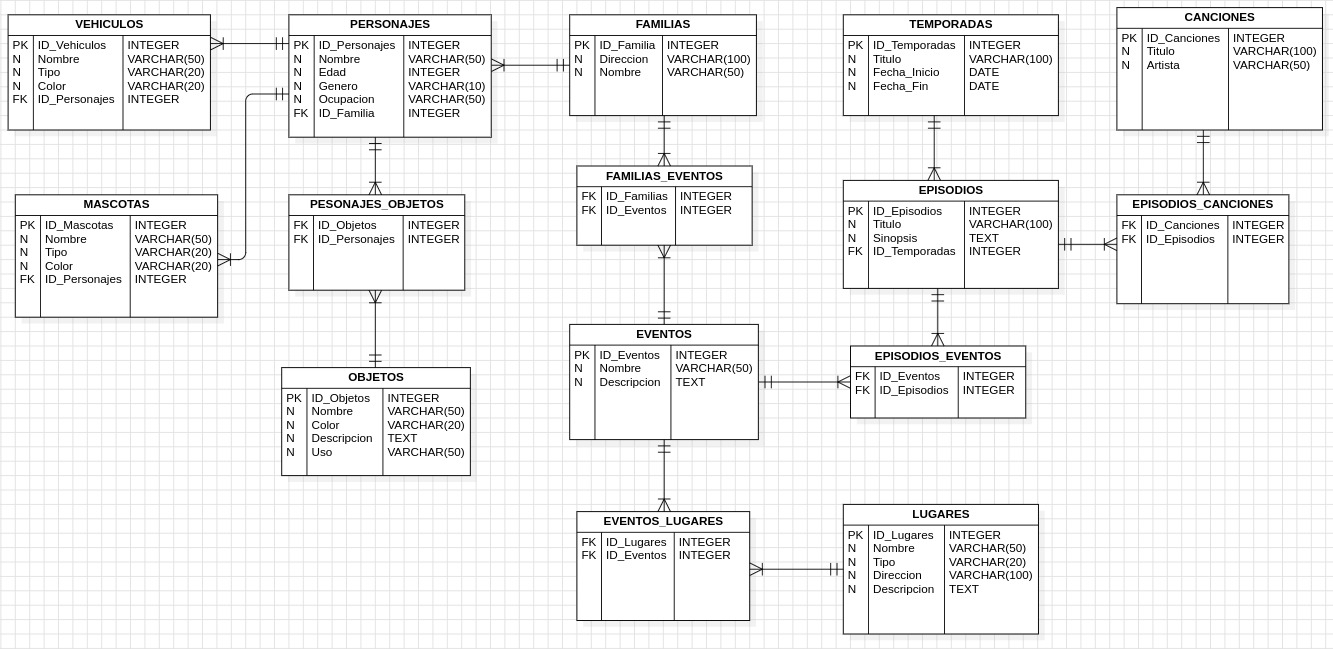 VEHICULOS
PK ID_Vehiculos INTEGER
N Nombre VARCHAR(50)
N Tipo VARCHAR(20)
N Color VARCHAR(20)
FK ID_Personajes INTEGER
PERSONAJES
PK ID_Personajes INTEGER
N Nombre VARCHAR(50)
N Edad INTEGER
N Genero VARCHAR(10)
N Ocupacion VARCHAR(50)
FK ID_Familia INTEGER
FAMILIAS
PK ID_Familia INTEGER
N Direccion VARCHAR(100)
N Nombre VARCHAR(50)
TEMPORADAS
PK ID_Temporadas INTEGER
N Titulo VARCHAR(100)
N Fecha_Inicio DATE
N Fecha_Fin DATE
CANCIONES
PK ID_Canciones INTEGER
N Titulo VARCHAR(100)
N Artista VARCHAR(50)
MASCOTAS
PK ID_Mascotas INTEGER
N Nombre VARCHAR(50)
N Tipo VARCHAR(20)
N Color VARCHAR(20)
FK ID_Personajes INTEGER
PESONAJES_OBJETOS
FK ID_Objetos INTEGER
FK ID_Personajes INTEGER
FAMILIAS_EVENTOS
FK ID_Familias INTEGER
FK ID_Eventos INTEGER
EPISODIOS
PK ID_Episodios INTEGER
N Titulo VARCHAR(100)
N Sinopsis TEXT
FK ID_Temporadas INTEGER
EPISODIOS_CANCIONES
FK ID_Canciones INTEGER
FK ID_Episodios INTEGER
OBJETOS
PK ID_Objetos INTEGER
N Nombre VARCHAR(50)
N Color VARCHAR(20)
N Descripcion TEXT
N Uso VARCHAR(50)
EVENTOS
PK ID_Eventos INTEGER
N Nombre VARCHAR(50)
N Descripcion TEXT
EPISODIOS_EVENTOS
FK ID_Eventos INTEGER
FK ID_Episodios INTEGER
EVENTOS_LUGARES
FK ID_Lugares INTEGER
FK ID_Eventos INTEGER
LUGARES
PK ID_Lugares INTEGER
N Nombre VARCHAR(50)
N Tipo VARCHAR(20)
N Direccion VARCHAR(100)
N Descripcion TEXT